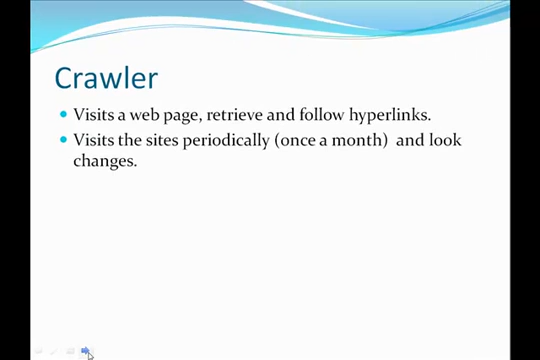 Crawler
Visits a web page, retrieve and follow hyperlinks.
Visits the sites periodically (once a month) and look
changes.